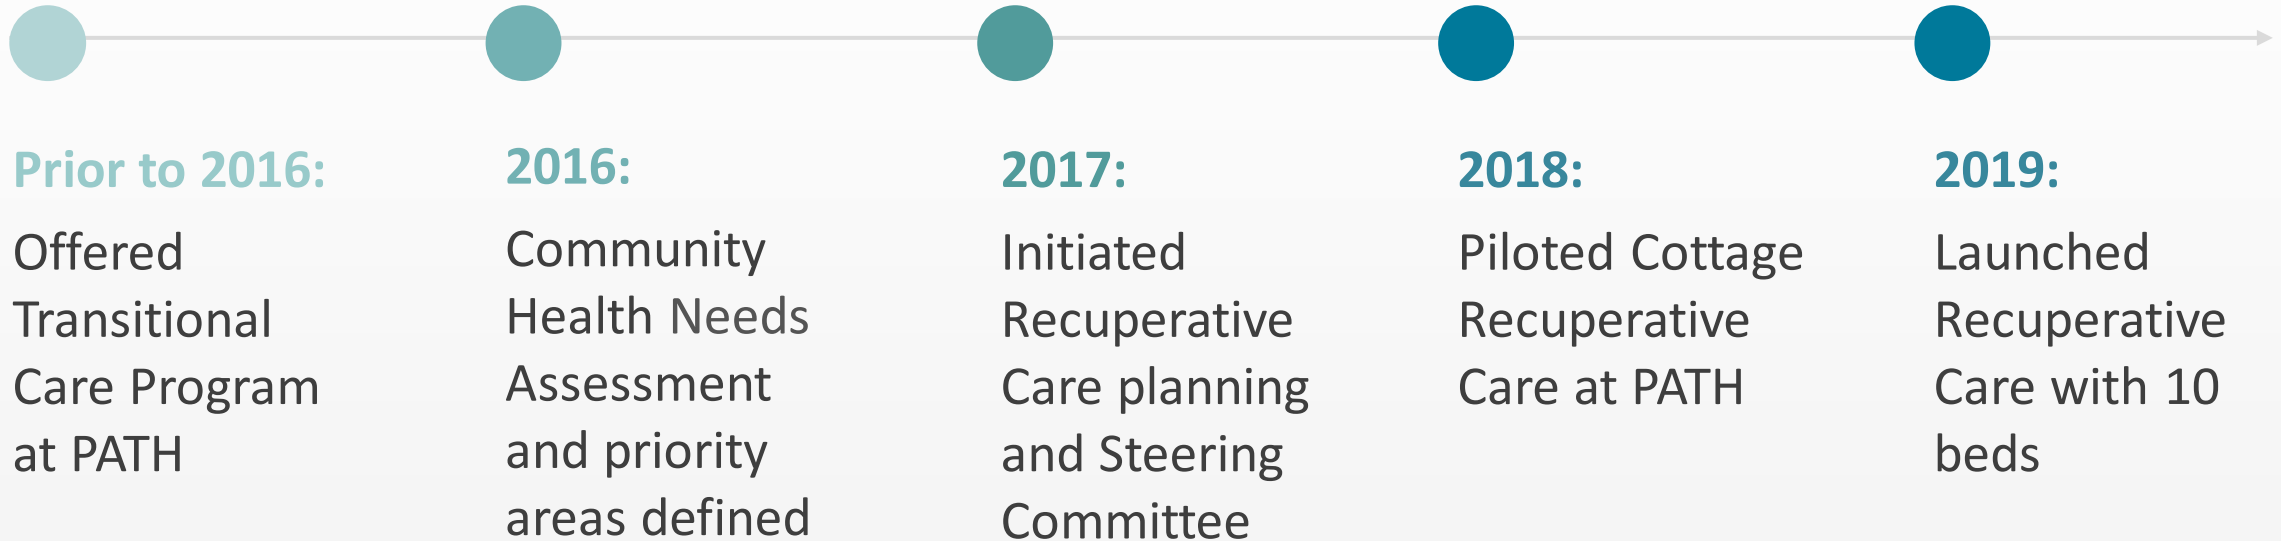 Prior to 2016:
Offered
Transitional
Care Program
at PATH
2016:
Community
Health Needs
Assessment
and priority
areas defined
2017:
Initiated
Recuperative
Care planning
and Steering
Committee
2018:
Piloted Cottage
Recuperative
Care at PATH
2019:
Launched
Recuperative
Care with 10
beds